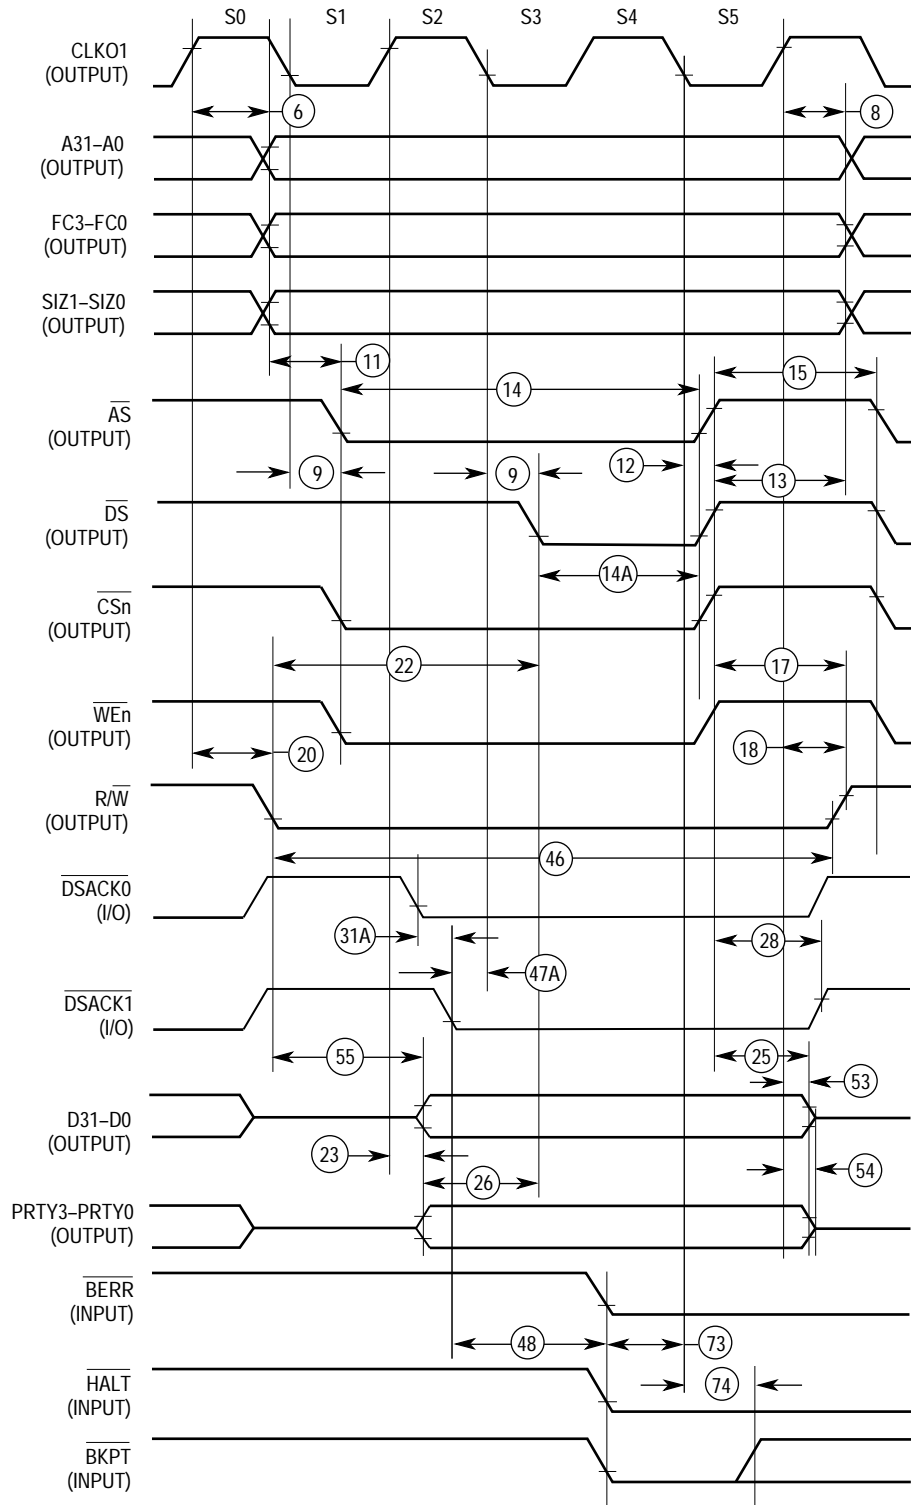 S0 S1 S2 S3 S4 S5
CLKO1
(OUTPUT)
6 8
A31–A0
(OUTPUT)
FC3–FC0
(OUTPUT)
SIZ1–SIZ0
(OUTPUT)
11 15
14
AS
(OUTPUT)
9 9 12 13
DS
(OUTPUT)
14A
CSn
(OUTPUT)
22 17
WEn
(OUTPUT)
20 18
R/W
(OUTPUT)
46
DSACK0
(I/O)
31A 28
47A
DSACK1
(I/O)
55 25
53
D31–D0
(OUTPUT)
23 54
26
PRTY3–PRTY0
(OUTPUT)
BERR
(INPUT)
48 73
HALT
(INPUT)
74
BKPT
(INPUT)